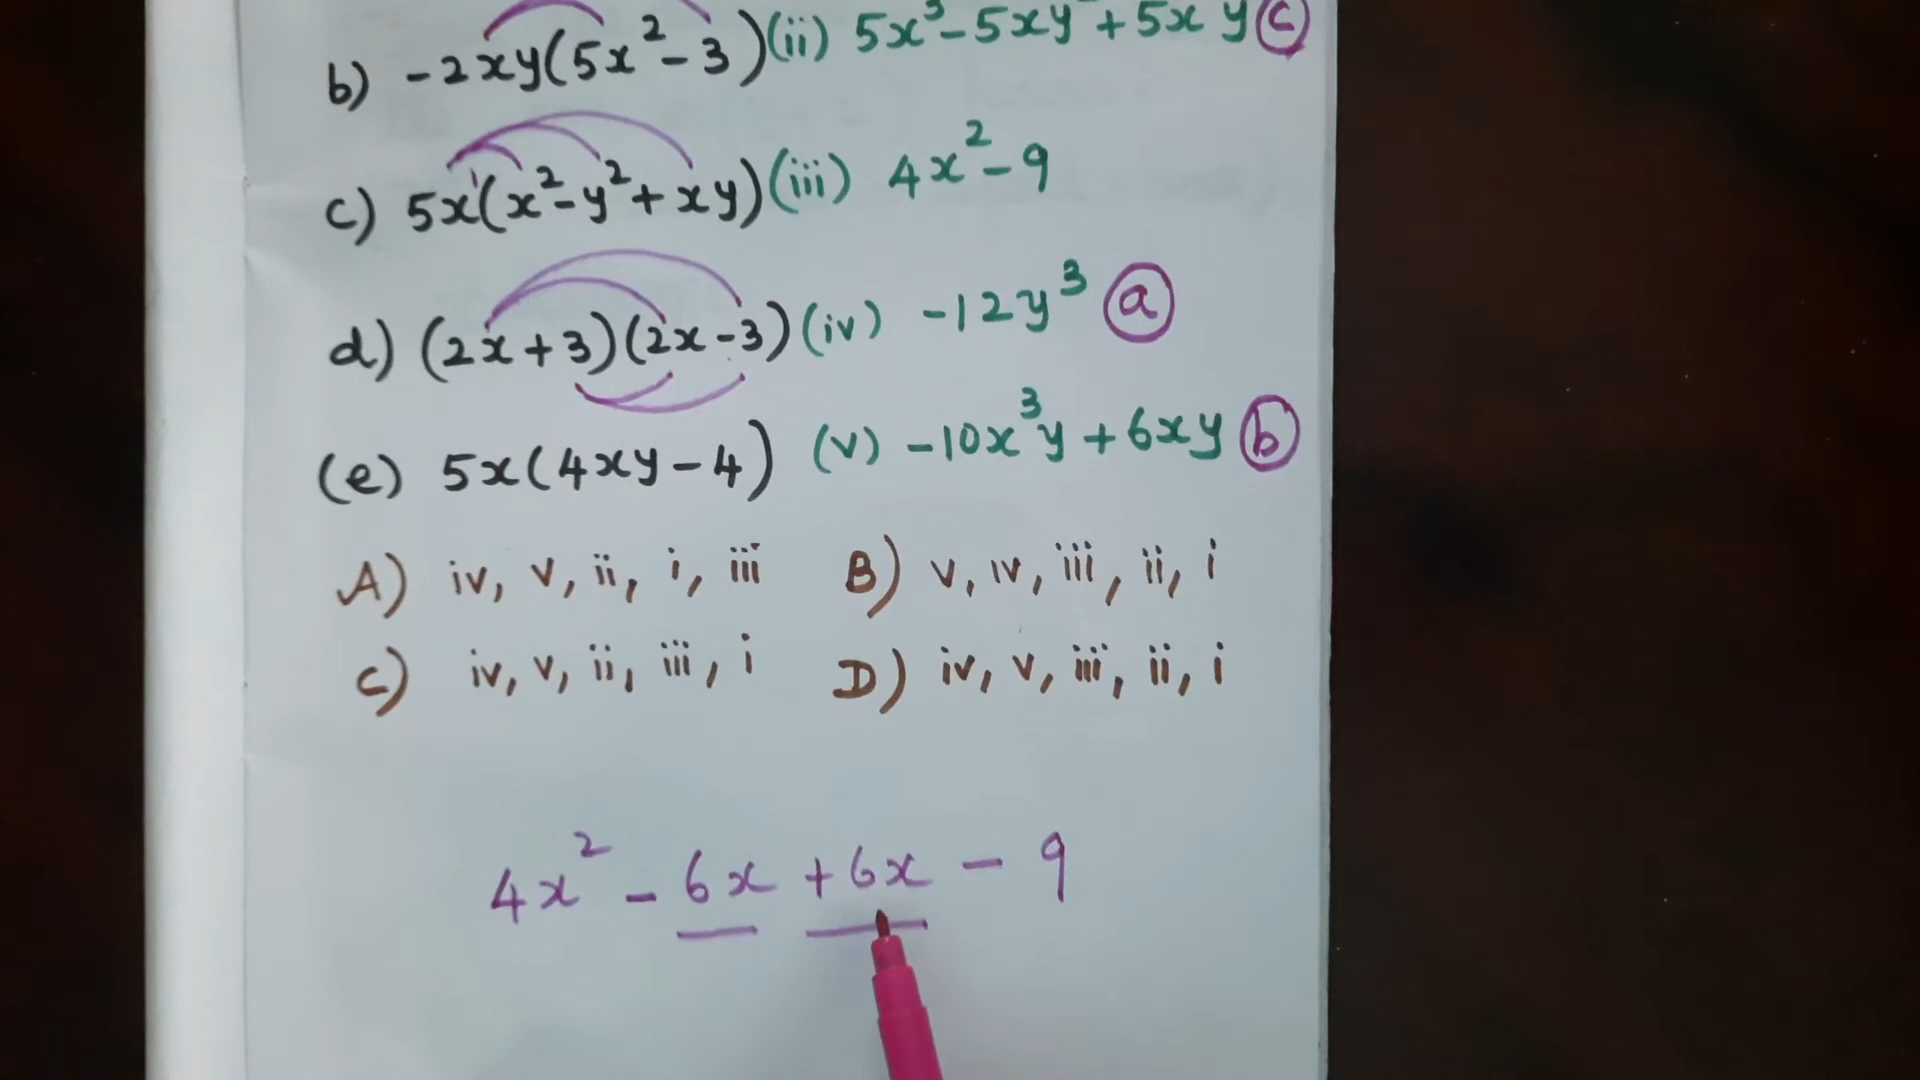 b) -2xy(5x²-3) (ii) 5x³-5xy +5x y (c)
c) 5x¹(x²-y²+xy) (iii) 4x²-9
d) (2x+3)(2x-3) (iv) -12y³ (a)
(e) 5x(4xy-4) (v) -10x³y+6xy (b)
A) iv, v, ii, i, iii B) v, iv, iii, ii, i
C) iv, v, ii, iii, i D) iv, v, iii, ii, i
4x² - 6x + 6x - 9